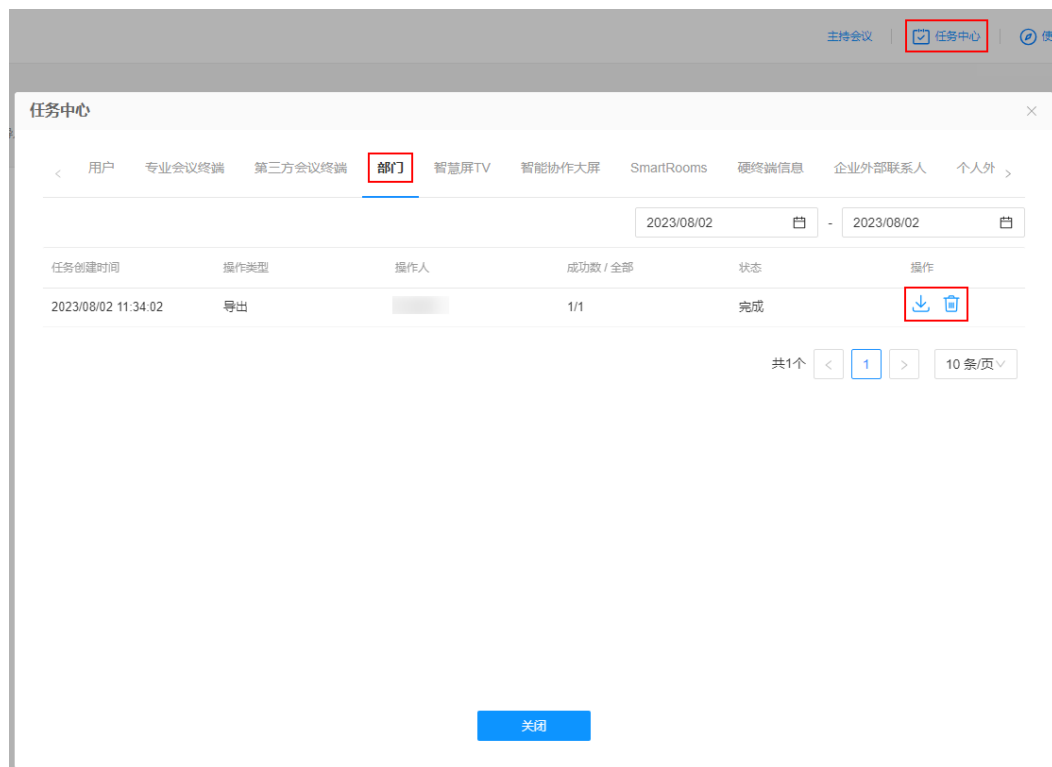 主持会议 任务中心 使
任务中心
用户 专业会议终端 第三方会议终端 部门 智慧屏TV 智能协作大屏 SmartRooms 硬终端信息 企业外部联系人 个人外
2023/08/02 - 2023/08/02
任务创建时间 操作类型 操作人 成功数 / 全部 状态 操作
2023/08/02 11:34:02 导出 1/1 完成
共1个 < 1 > 10 条/页
关闭